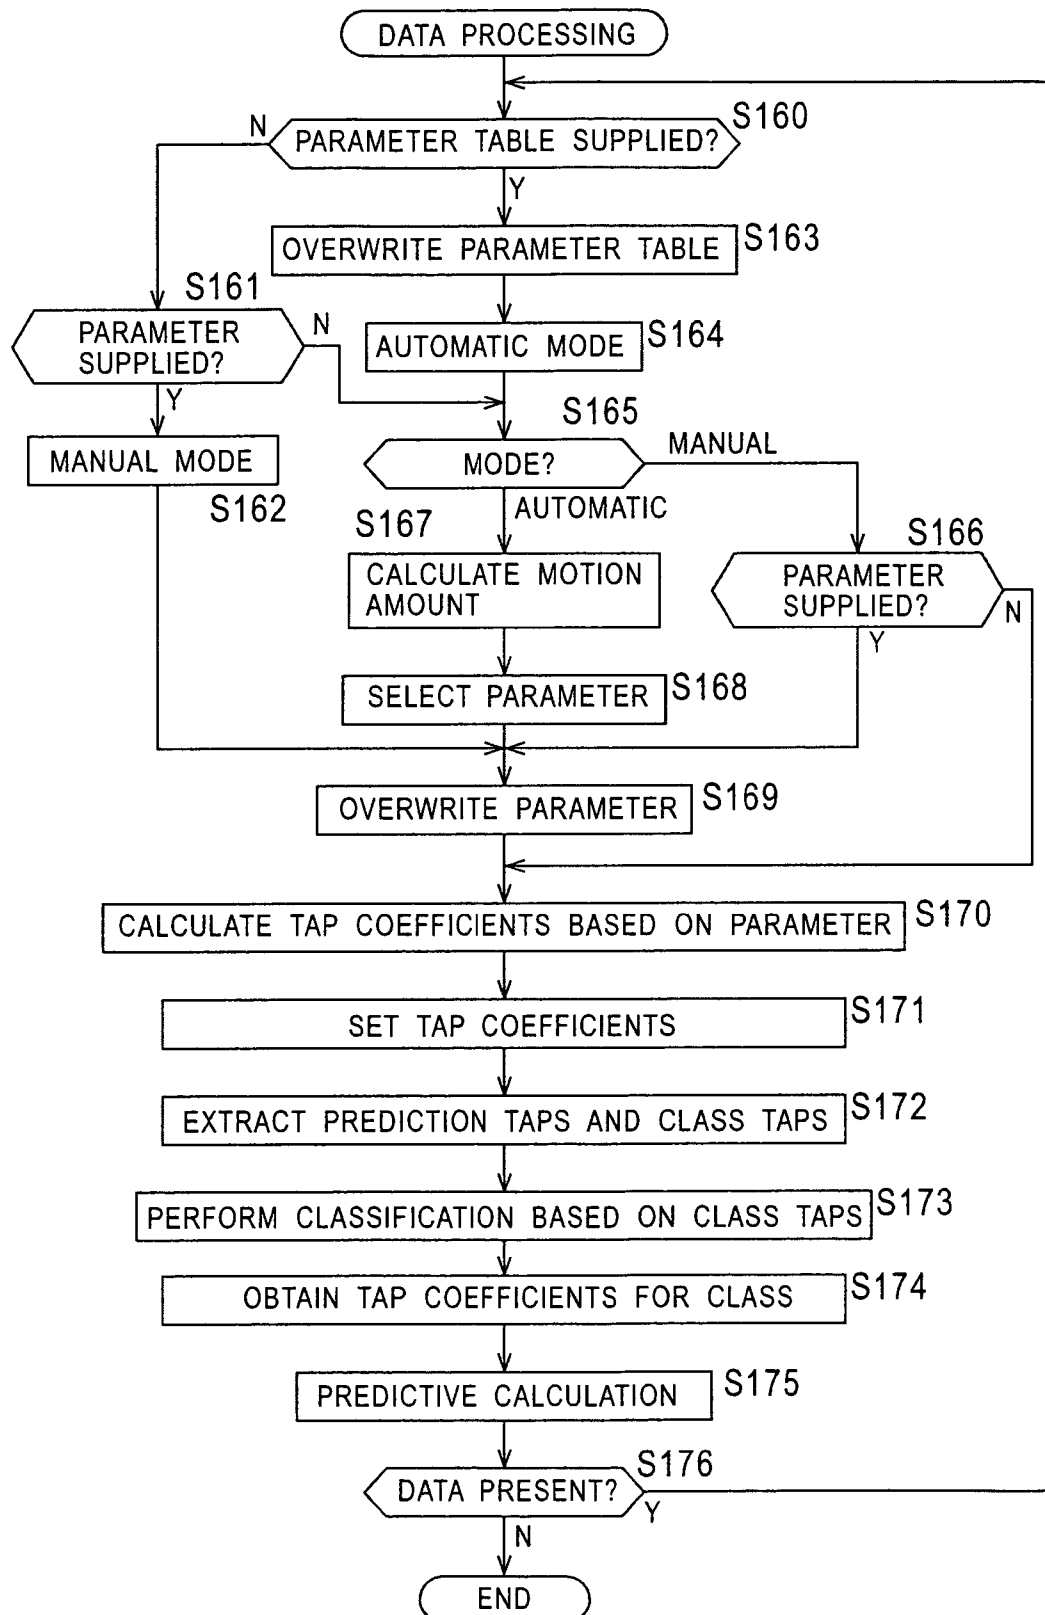 DATA PROCESSING
S160
N
PARAMETER TABLE SUPPLIED?
Y
S163
OVERWRITE PARAMETER TABLE
S161
PARAMETER
SUPPLIED?
N
Y
S164
AUTOMATIC MODE
S165
MODE?
MANUAL
AUTOMATIC
MANUAL MODE
S162
S167
CALCULATE MOTION
AMOUNT
S166
PARAMETER
SUPPLIED?
N
Y
SELECT PARAMETER
S168
OVERWRITE PARAMETER
S169
CALCULATE TAP COEFFICIENTS BASED ON PARAMETER
S170
SET TAP COEFFICIENTS
S171
EXTRACT PREDICTION TAPS AND CLASS TAPS
S172
PERFORM CLASSIFICATION BASED ON CLASS TAPS
S173
OBTAIN TAP COEFFICIENTS FOR CLASS
S174
PREDICTIVE CALCULATION
S175
DATA PRESENT?
S176
Y
N
END